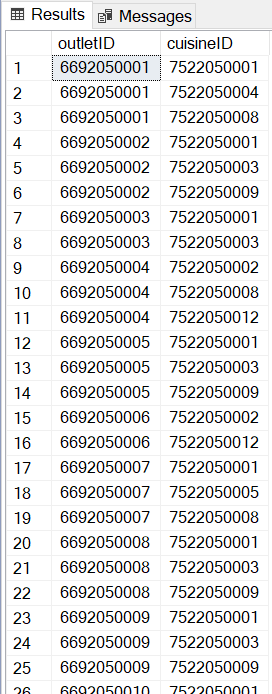 Results Messages
outletID cuisineID
1 6692050001 7522050001
2 6692050001 7522050004
3 6692050001 7522050008
4 6692050002 7522050001
5 6692050002 7522050003
6 6692050002 7522050009
7 6692050003 7522050001
8 6692050003 7522050003
9 6692050004 7522050002
10 6692050004 7522050008
11 6692050004 7522050012
12 6692050005 7522050001
13 6692050005 7522050003
14 6692050005 7522050009
15 6692050006 7522050002
16 6692050006 7522050012
17 6692050007 7522050001
18 6692050007 7522050005
19 6692050007 7522050008
20 6692050008 7522050001
21 6692050008 7522050003
22 6692050008 7522050009
23 6692050009 7522050001
24 6692050009 7522050003
25 6692050009 7522050009
26 6692050010 7522050001